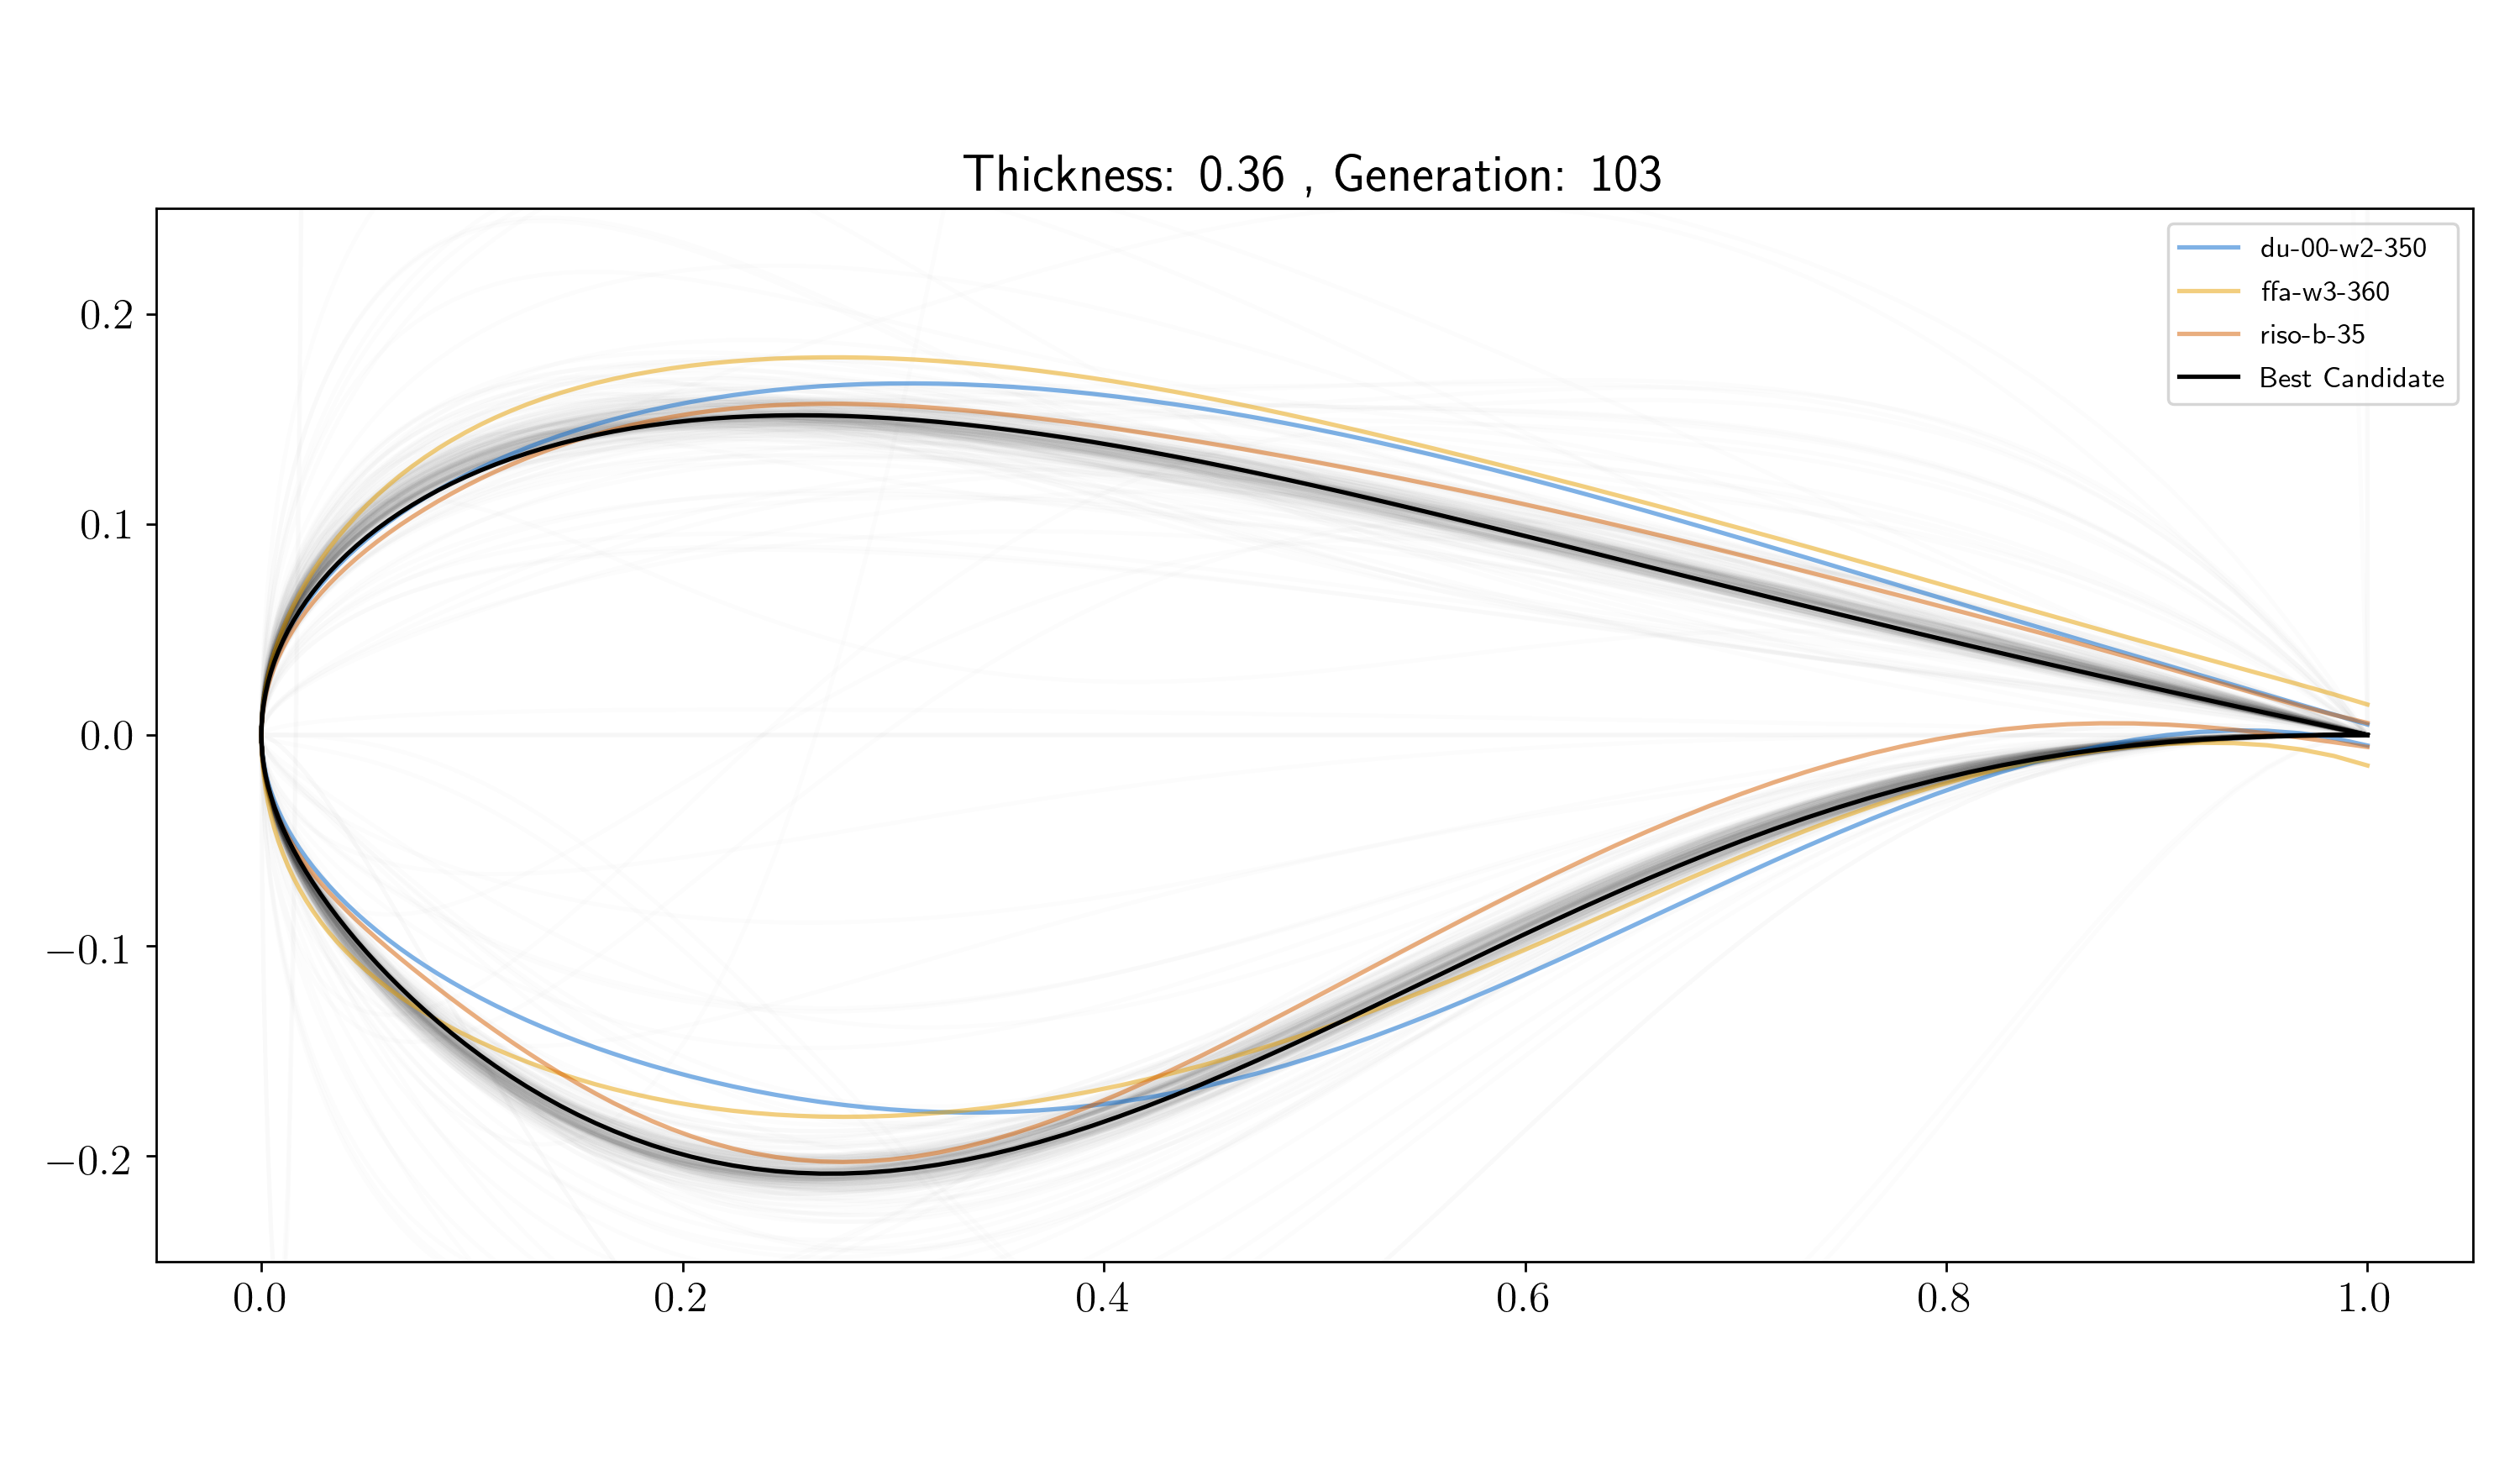 Thickness: 0.36 , Generation: 103
du-00-w2-350
ffa-w3-360
riso-b-35
Best Candidate
0.2
0.1
0.0
−0.1
−0.2
0.0 0.2 0.4 0.6 0.8 1.0